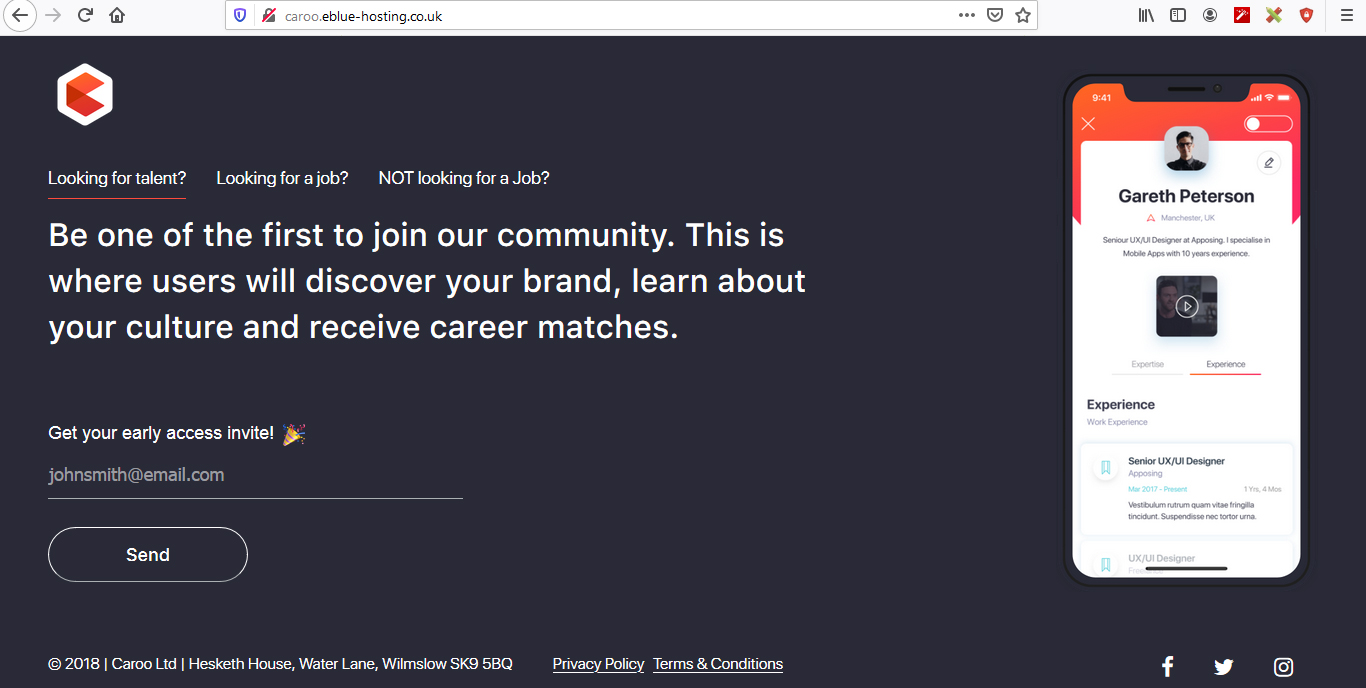 caroo.eblue-hosting.co.uk
Looking for talent? Looking for a job? NOT looking for a Job?
Be one of the first to join our community. This is
where users will discover your brand, learn about
your culture and receive career matches.
Get your early access invite! 🎉
johnsmith@email.com
Send
© 2018 | Caroo Ltd | Hesketh House, Water Lane, Wilmslow SK9 5BQ Privacy Policy Terms & Conditions
9:41
Gareth Peterson
Manchester, UK
Seniour UX/UI Designer at Apposing. I specialise in
Mobile Apps with 10 years experience.
Expertise Experience
Experience
Work Experience
Senior UX/UI Designer
Apposing
Mar 2017 - Present 1 Yrs, 4 Mos
Vestibulum rutrum quam vitae fringilla
tincidunt. Suspendisse nec tortor urna.
UX/UI Designer